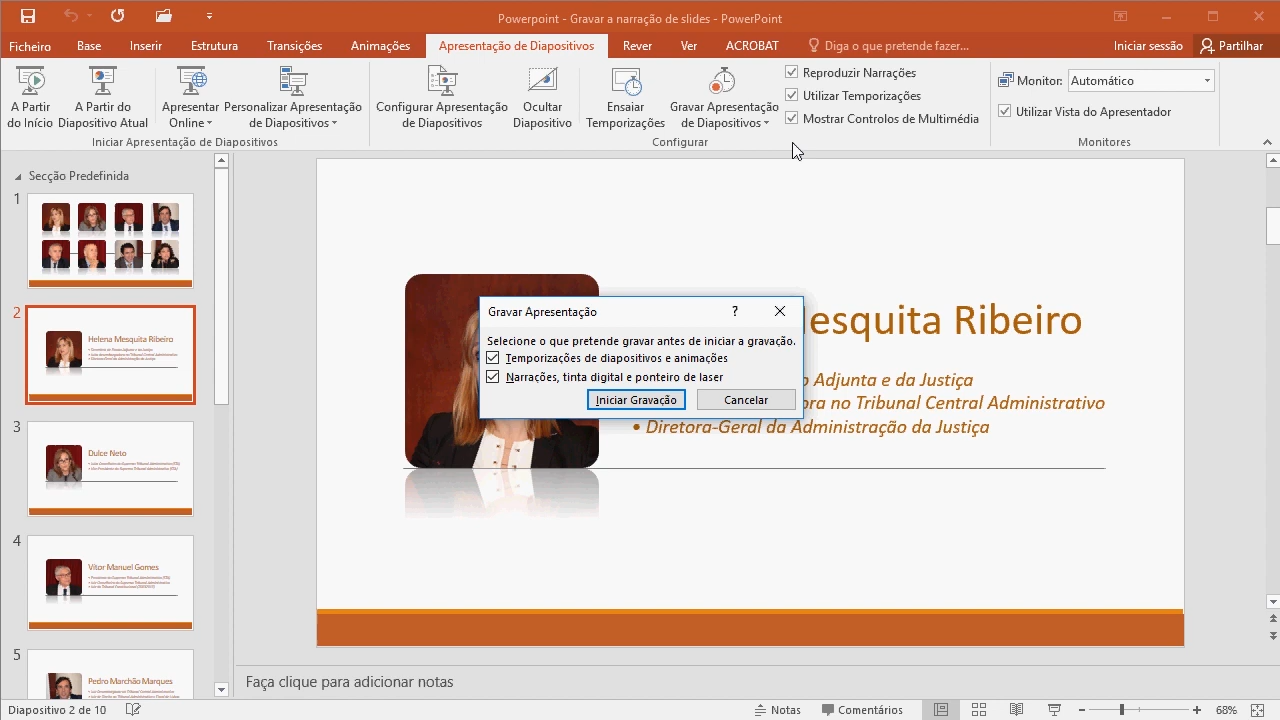 Powerpoint - Gravar a narração de slides - PowerPoint
Ficheiro Base Inserir Estrutura Transições Animações Apresentação de Diapositivos Rever Ver ACROBAT Diga o que pretende fazer... Iniciar sessão Partilhar
A Partir do Início
A Partir do Diapositivo Atual
Apresentar Online
Personalizar Apresentação de Diapositivos
Iniciar Apresentação de Diapositivos
Configurar Apresentação de Diapositivos
Ocultar Diapositivo
Ensaiar Temporizações
Gravar Apresentação de Diapositivos
Reproduzir Narrações
Utilizar Temporizações
Mostrar Controlos de Multimédia
Configurar
Monitor: Automático
Utilizar Vista do Apresentador
Monitores
Secção Predefinida
1
2
Helena Mesquita Ribeiro
3
Dulce Neto
4
Vítor Manuel Gomes
5
Pedro Marchão Marques
Gravar Apresentação ?
Selecione o que pretende gravar antes de iniciar a gravação.
Temporizações de diapositivos e animações
Narrações, tinta digital e ponteiro de laser
Iniciar Gravação Cancelar
Mesquita Ribeiro
Adjunta e da Justiça
no Tribunal Central Administrativo
• Diretora-Geral da Administração da Justiça
Faça clique para adicionar notas
Diapositivo 2 de 10 Notas Comentários 68%